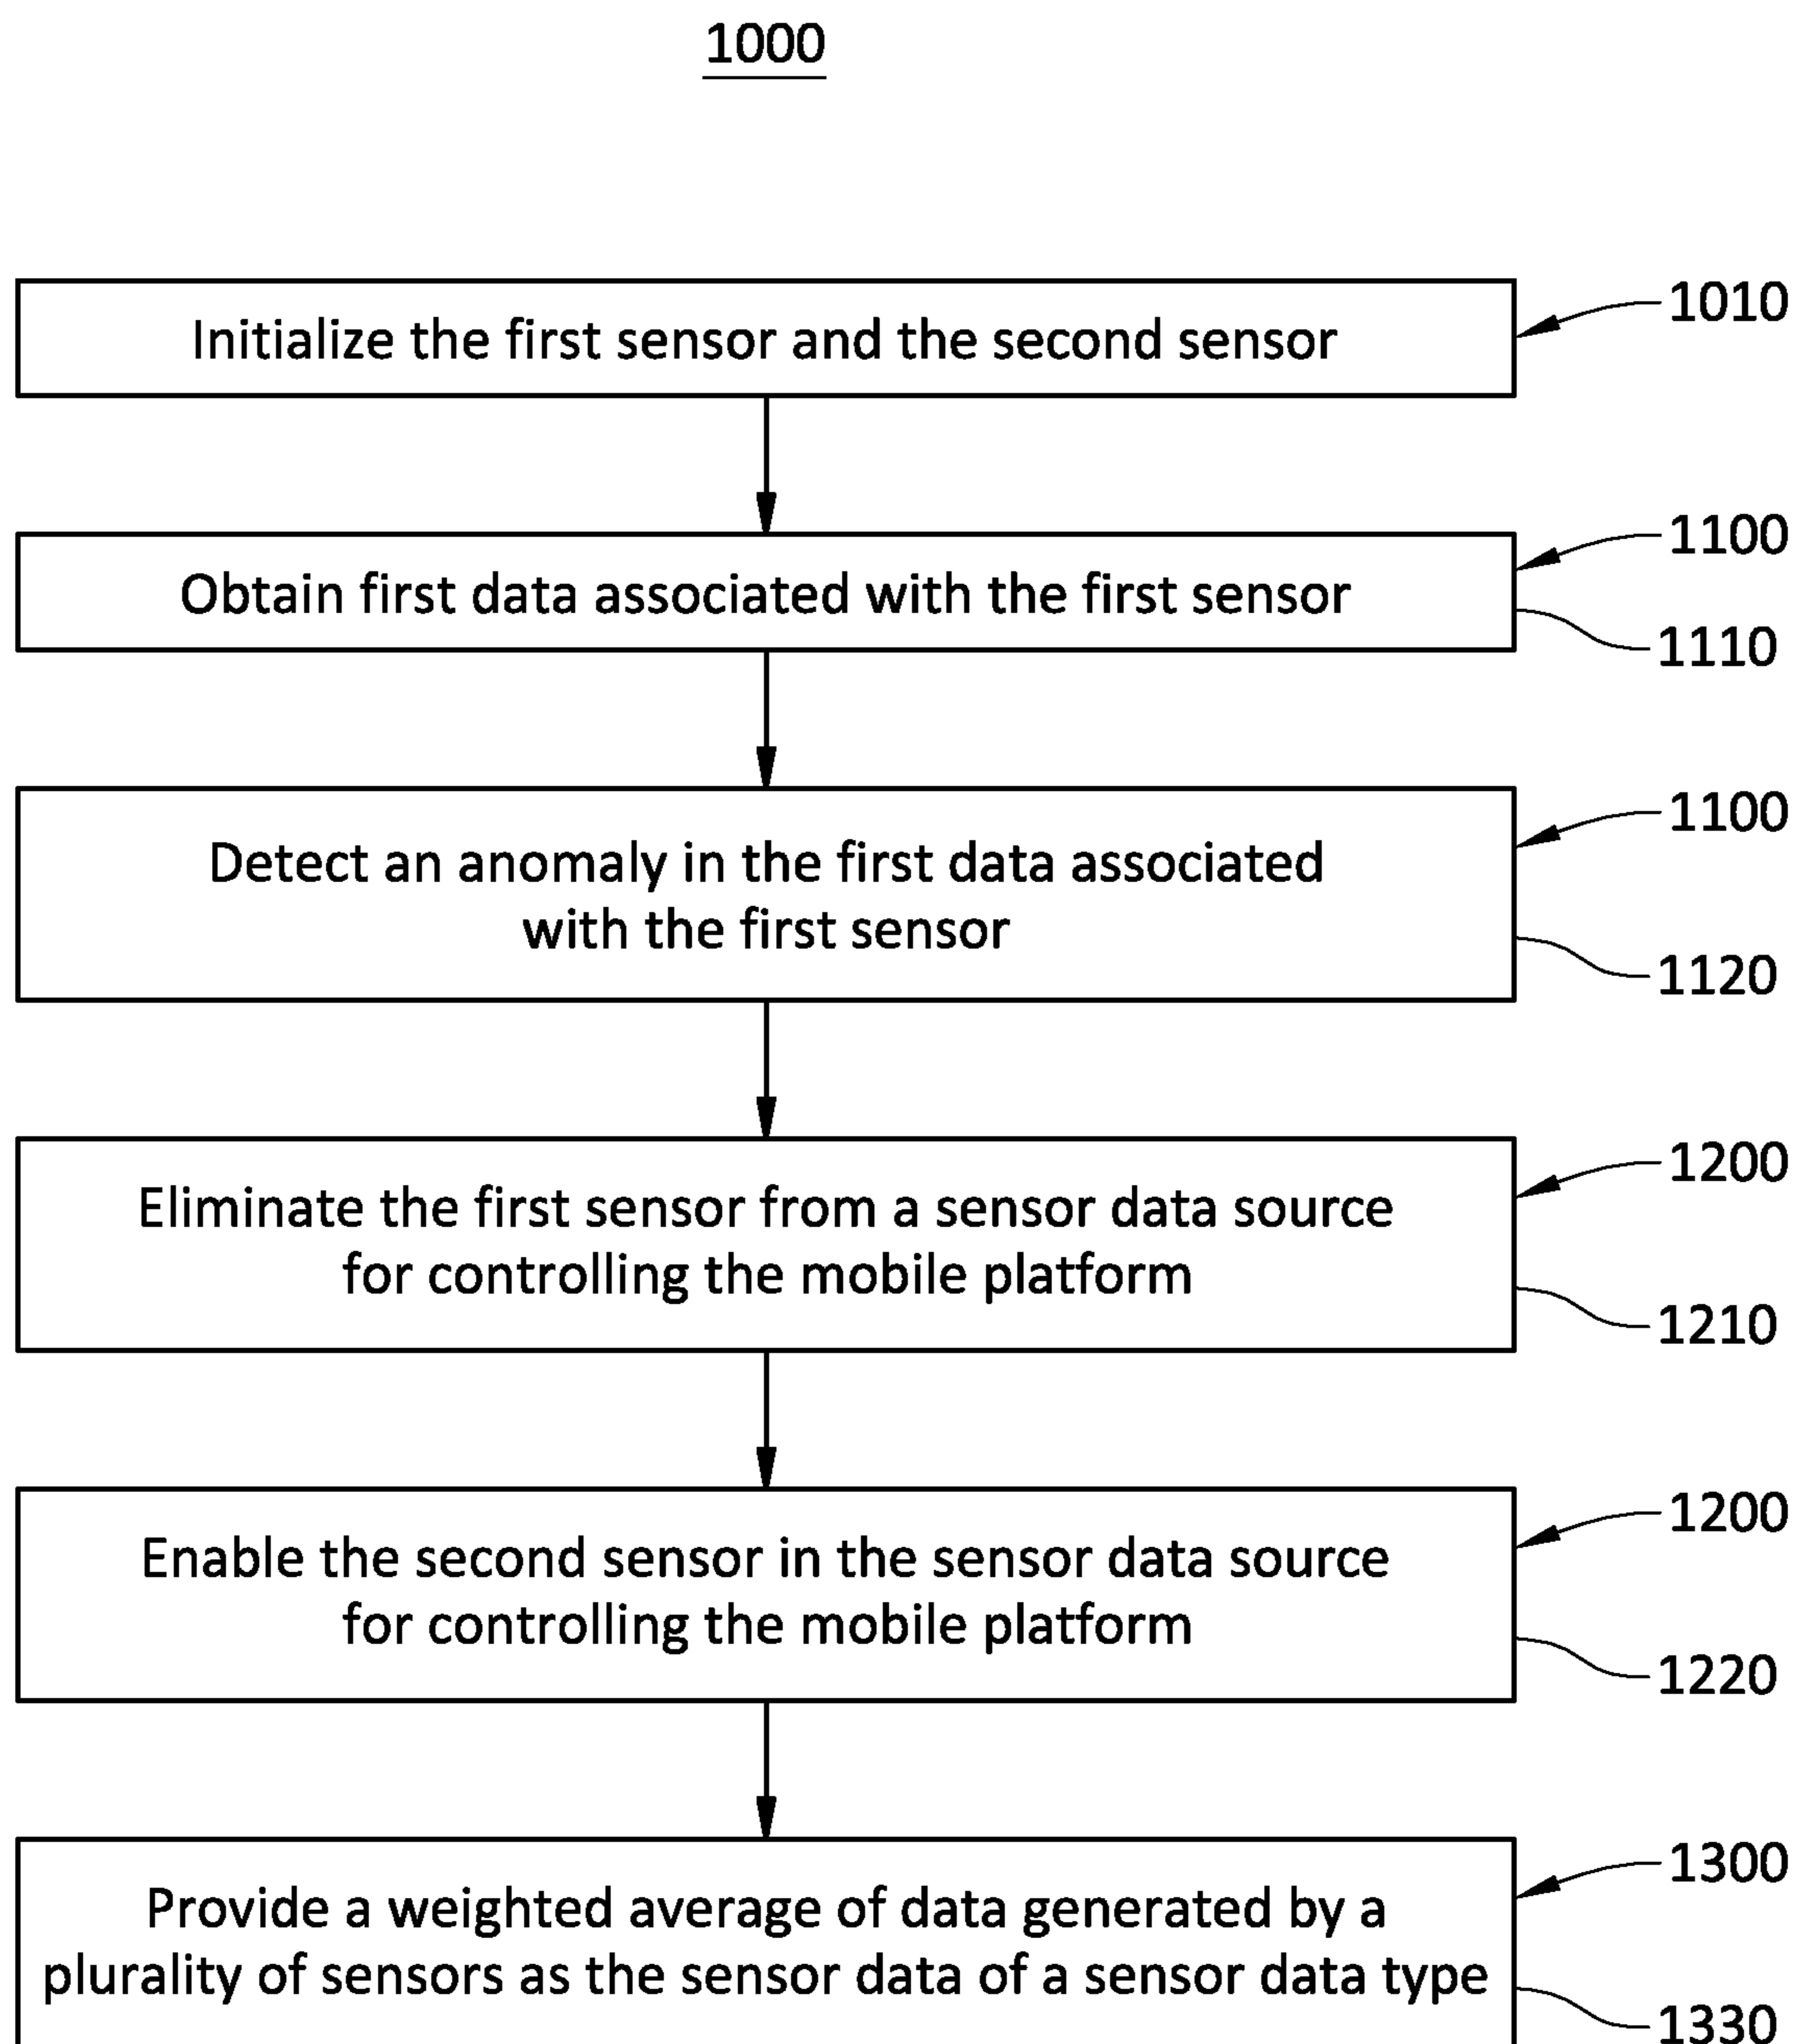 1000
Initialize the first sensor and the second sensor
1010
Obtain first data associated with the first sensor
1100
1110
Detect an anomaly in the first data associated
with the first sensor
1100
1120
Eliminate the first sensor from a sensor data source
for controlling the mobile platform
1200
1210
Enable the second sensor in the sensor data source
for controlling the mobile platform
1200
1220
Provide a weighted average of data generated by a
plurality of sensors as the sensor data of a sensor data type
1300
1330